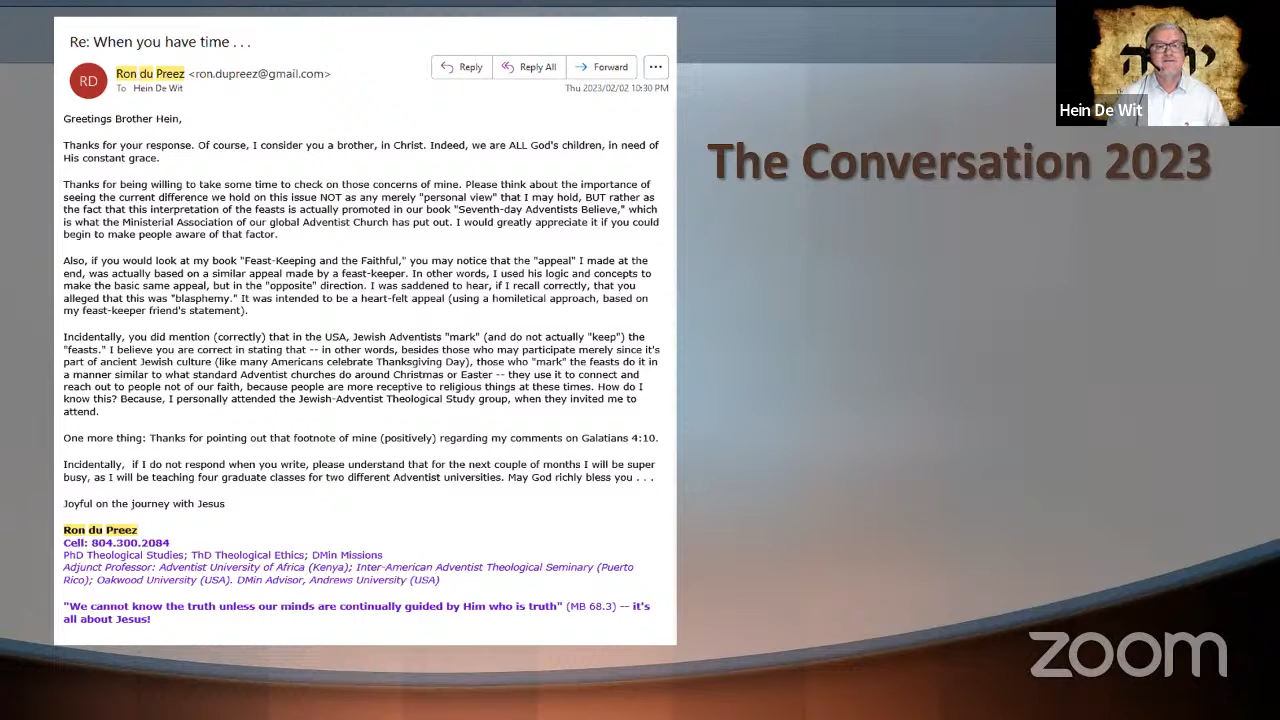 Re: When you have time . . .
RD
Ron du Preez <ron.dupreez@gmail.com>
To Hein De Wit
Reply
Reply All
Forward
Thu 2023/02/02 10:30 PM
Greetings Brother Hein,
Thanks for your response. Of course, I consider you a brother, in Christ. Indeed, we are ALL God's children, in need of
His constant grace.
Thanks for being willing to take some time to check on those concerns of mine. Please think about the importance of
seeing the current difference we hold on this issue NOT as any merely "personal view" that I may hold, BUT rather as
the fact that this interpretation of the feasts is actually promoted in our book "Seventh-day Adventists Believe," which
is what the Ministerial Association of our global Adventist Church has put out. I would greatly appreciate it if you could
begin to make people aware of that factor.
Also, if you would look at my book "Feast-Keeping and the Faithful," you may notice that the "appeal" I made at the
end, was actually based on a similar appeal made by a feast-keeper. In other words, I used his logic and concepts to
make the basic same appeal, but in the "opposite" direction. I was saddened to hear, if I recall correctly, that you
alleged that this was "blasphemy." It was intended to be a heart-felt appeal (using a homiletical approach, based on
my feast-keeper friend's statement).
Incidentally, you did mention (correctly) that in the USA, Jewish Adventists "mark" (and do not actually "keep") the
"feasts." I believe you are correct in stating that -- in other words, besides those who may participate merely since it's
part of ancient Jewish culture (like many Americans celebrate Thanksgiving Day), those who "mark" the feasts do it in
a manner similar to what standard Adventist churches do around Christmas or Easter -- they use it to connect and
reach out to people not of our faith, because people are more receptive to religious things at these times. How do I
know this? Because, I personally attended the Jewish-Adventist Theological Study group, when they invited me to
attend.
One more thing: Thanks for pointing out that footnote of mine (positively) regarding my comments on Galatians 4:10.
Incidentally,  if I do not respond when you write, please understand that for the next couple of months I will be super
busy, as I will be teaching four graduate classes for two different Adventist universities. May God richly bless you . . .
Joyful on the journey with Jesus
Ron du Preez
Cell: 804.300.2084
PhD Theological Studies; ThD Theological Ethics; DMin Missions
Adjunct Professor: Adventist University of Africa (Kenya); Inter-American Adventist Theological Seminary (Puerto
Rico); Oakwood University (USA). DMin Advisor, Andrews University (USA)
"We cannot know the truth unless our minds are continually guided by Him who is truth" (MB 68.3) -- it's
all about Jesus!
Hein De Wit
The Conversation 2023
zoom